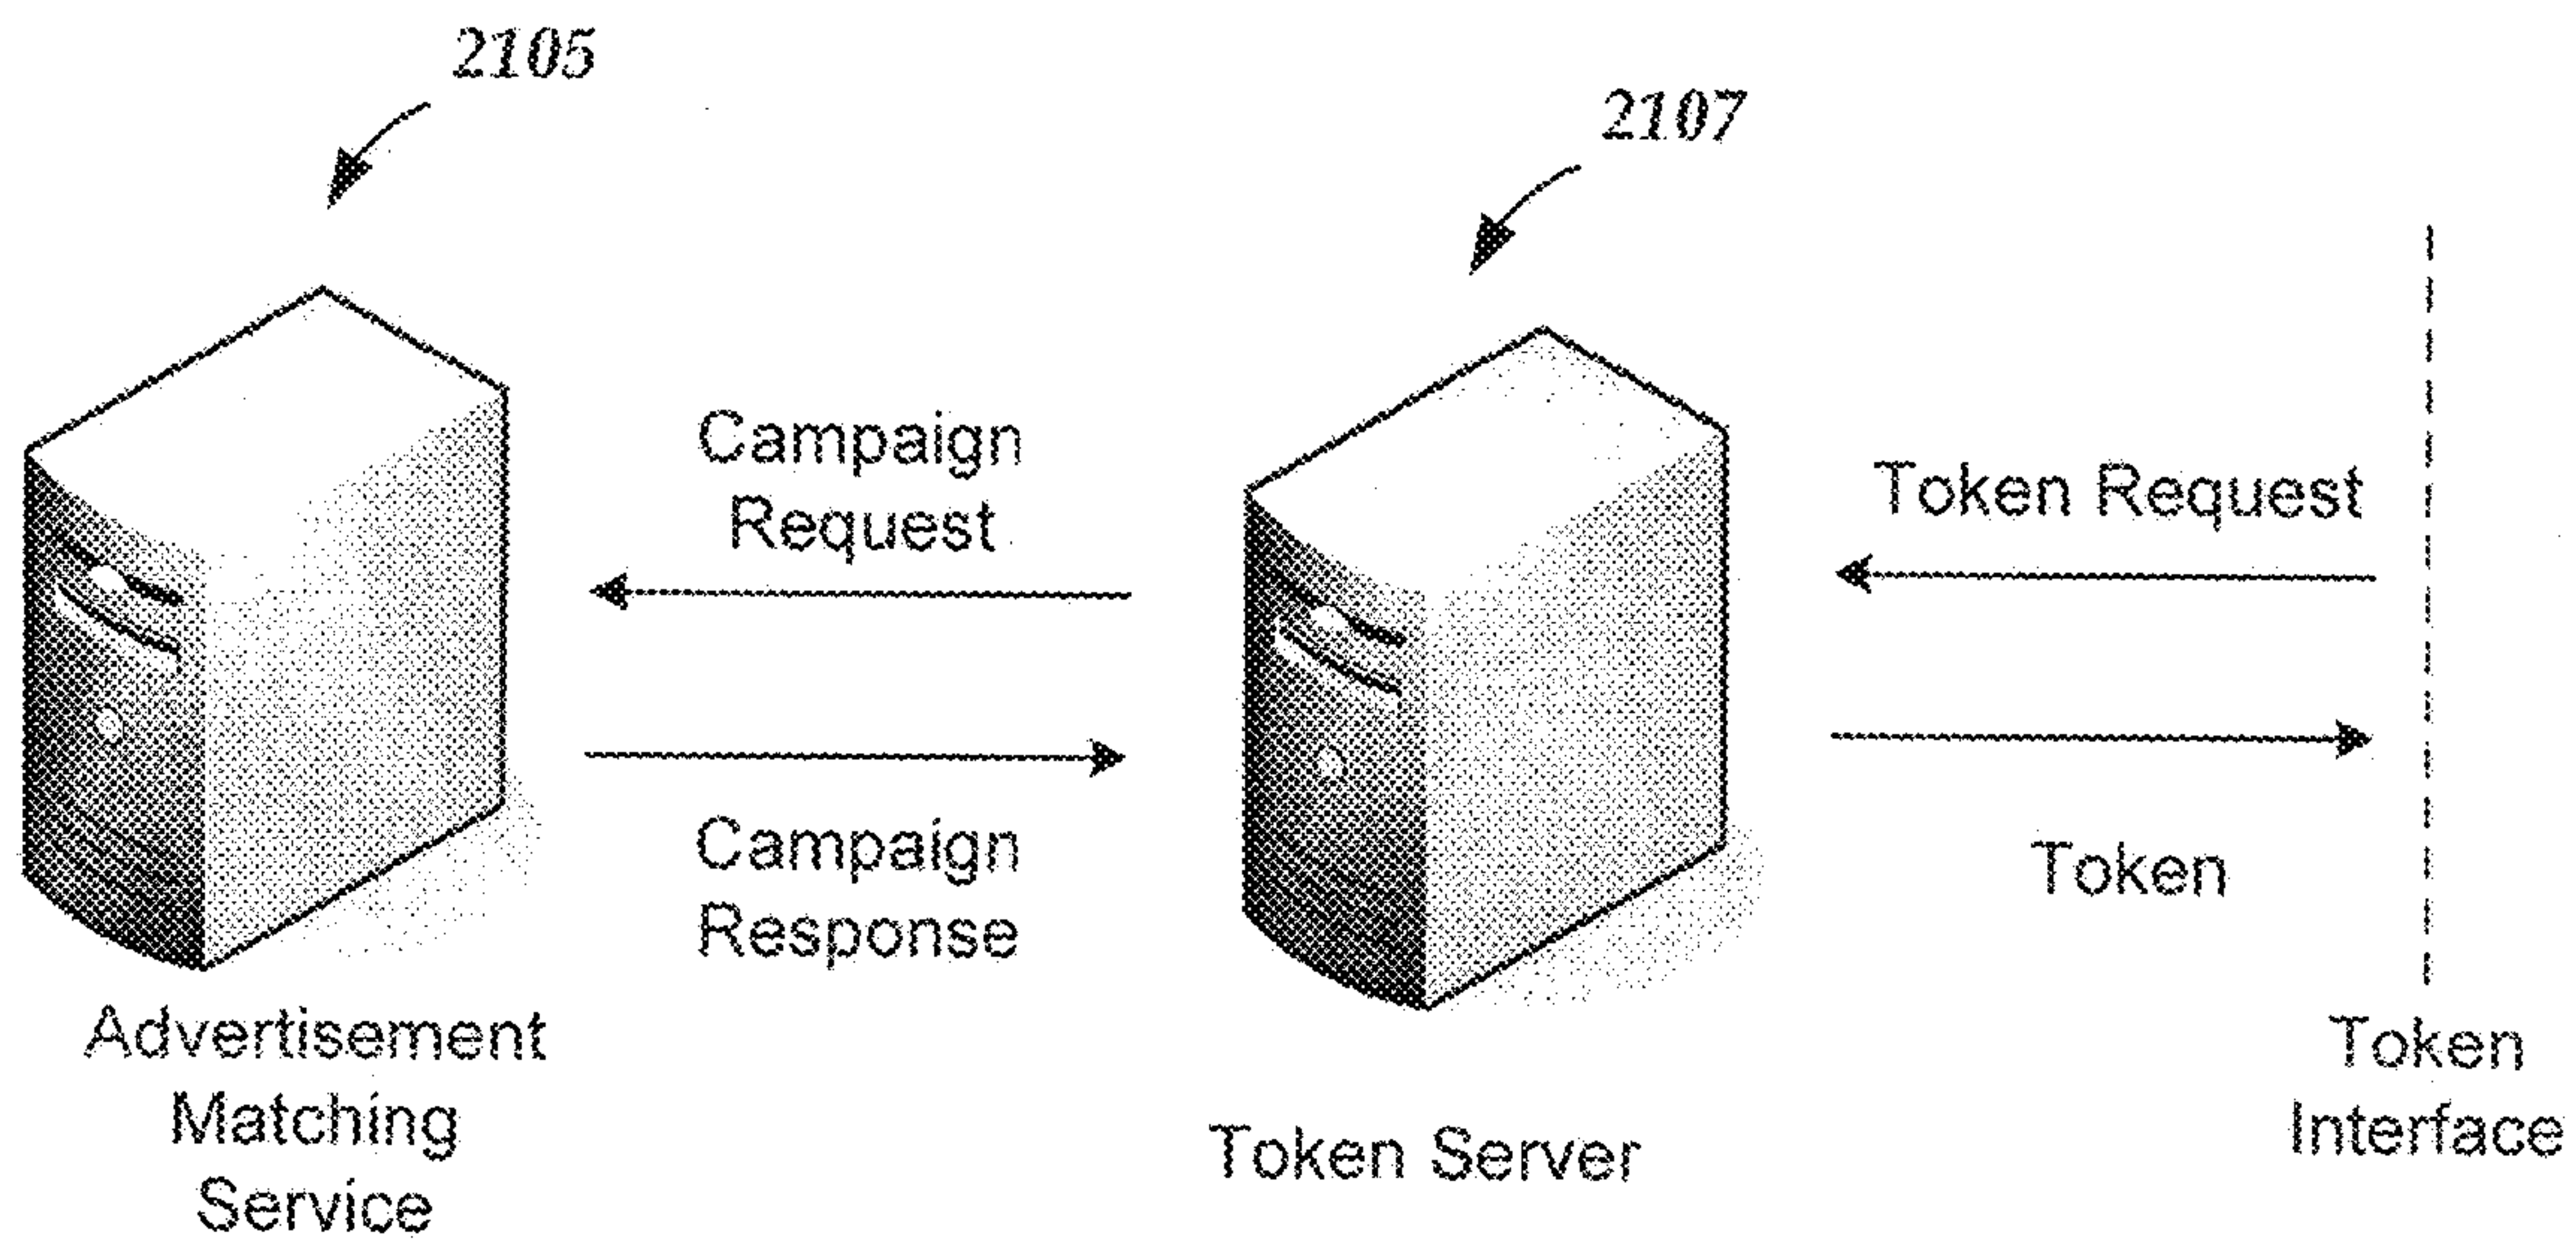 2105
2107
Campaign
Request
Token Request
Campaign
Response
Token
Advertisement
Matching
Service
Token Server
Token
Interface